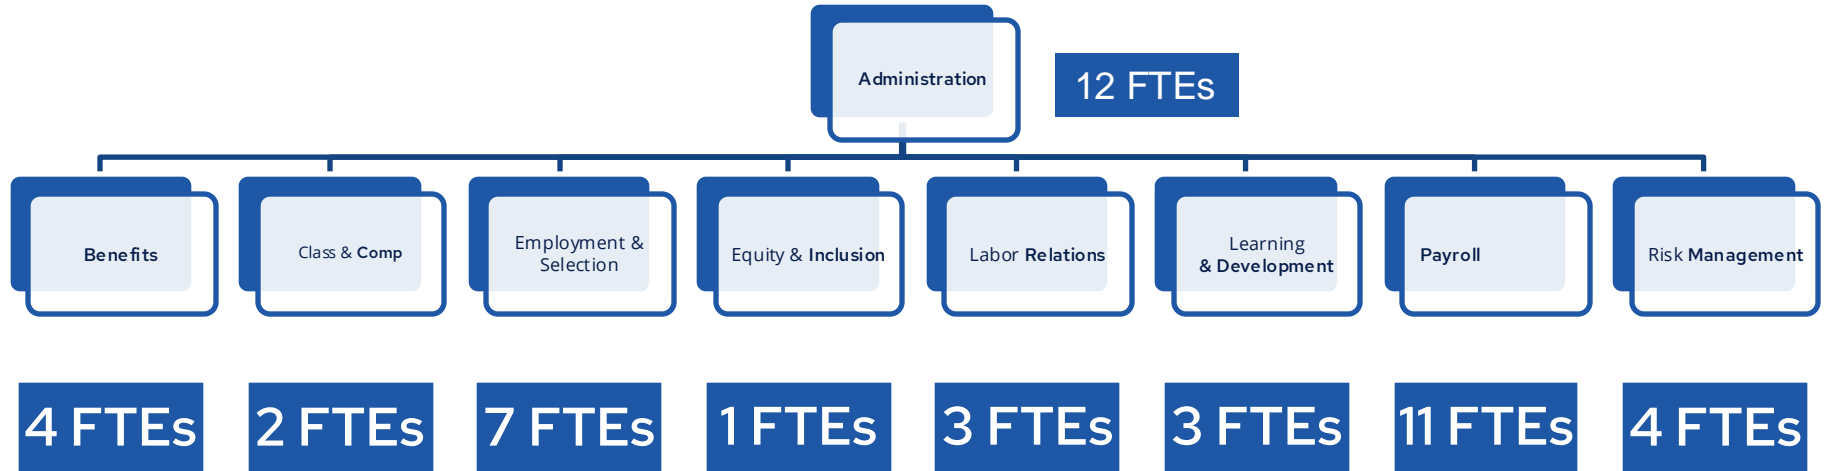 Administration
12 FTEs
Benefits
Class & Comp
Employment &
Selection
Equity & Inclusion
Labor Relations
Learning
& Development
Payroll
Risk Management
4 FTEs
2 FTEs
7 FTEs
1 FTEs
3 FTEs
3 FTEs
11 FTEs
4 FTEs